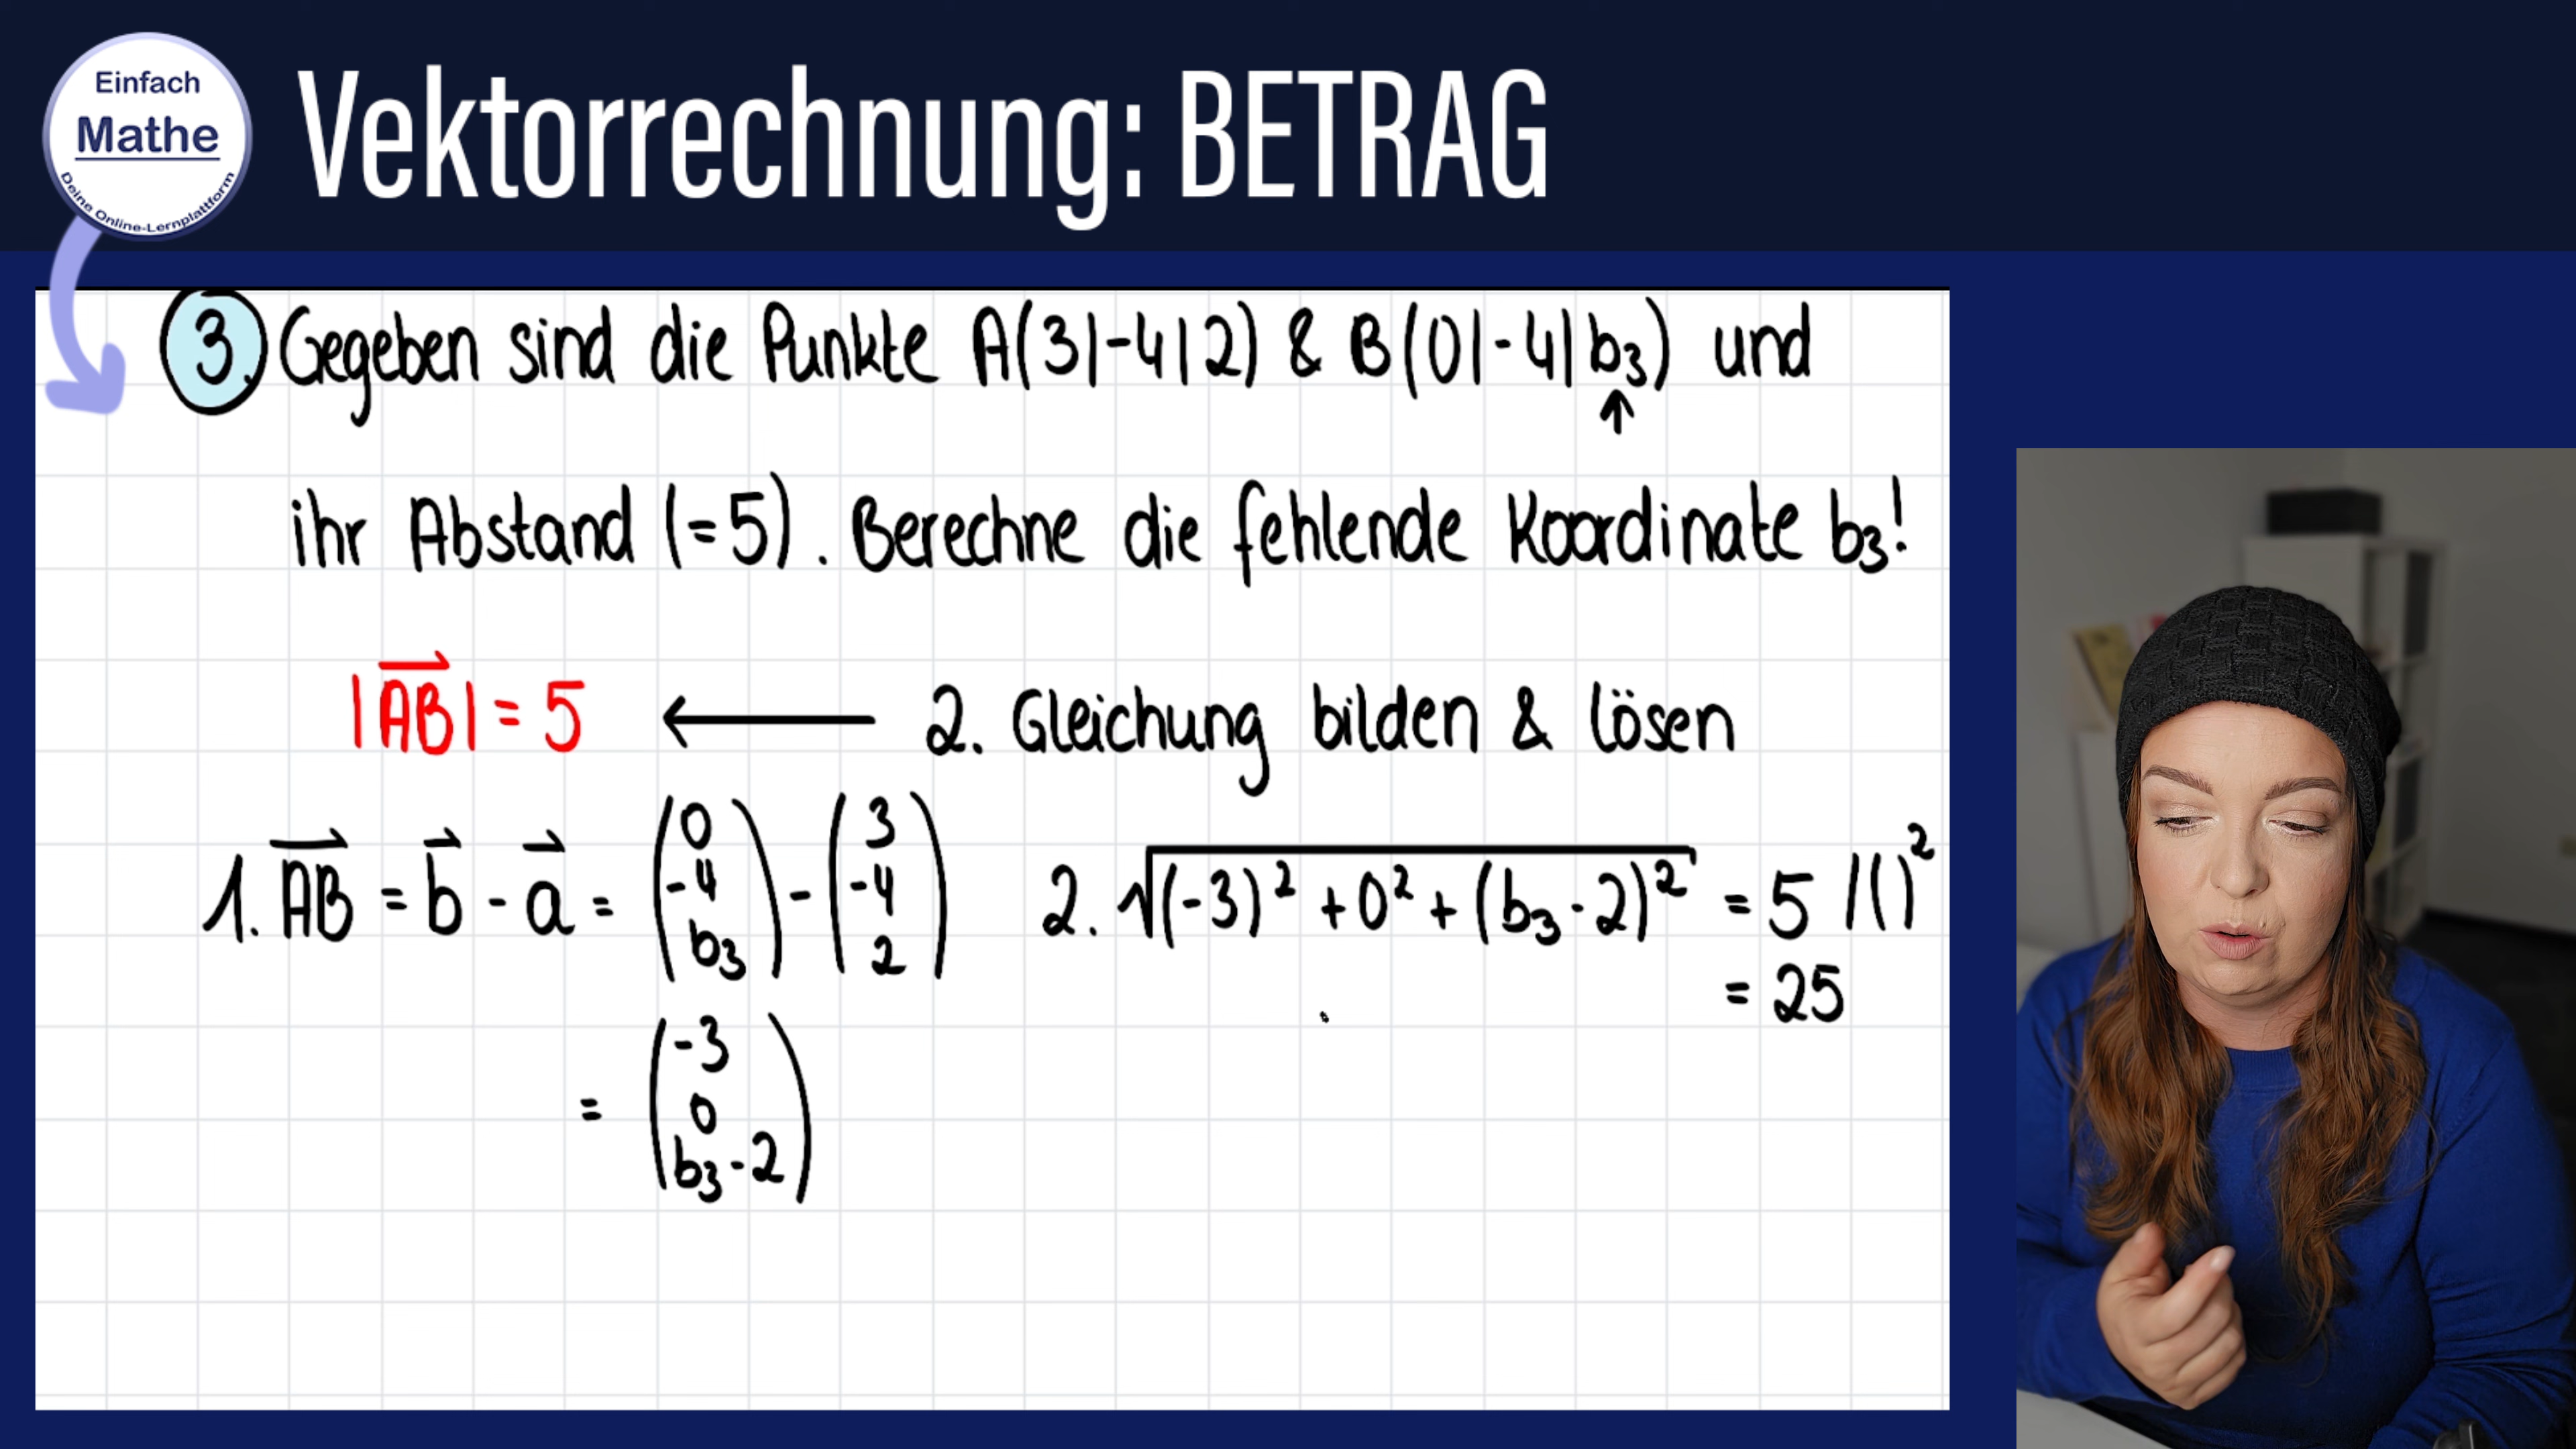 Einfach
Mathe
Deine Online-Lernplattform
Vektorrechnung: BETRAG
3. Gegeben sind die Punkte A(3|-4|2) & B(0|-4|b₃) und
↑
ihr Abstand (=5). Berechne die fehlende Koordinate b₃!
|AB⃗| = 5 ← 2. Gleichung bilden & lösen
1. AB⃗ = b⃗ - a⃗ = (0 -4 b₃) - (3 -4 2)
= (-3 0 b₃-2)
2. √((-3)² + 0² + (b₃-2)²) = 5 |()²
= 25